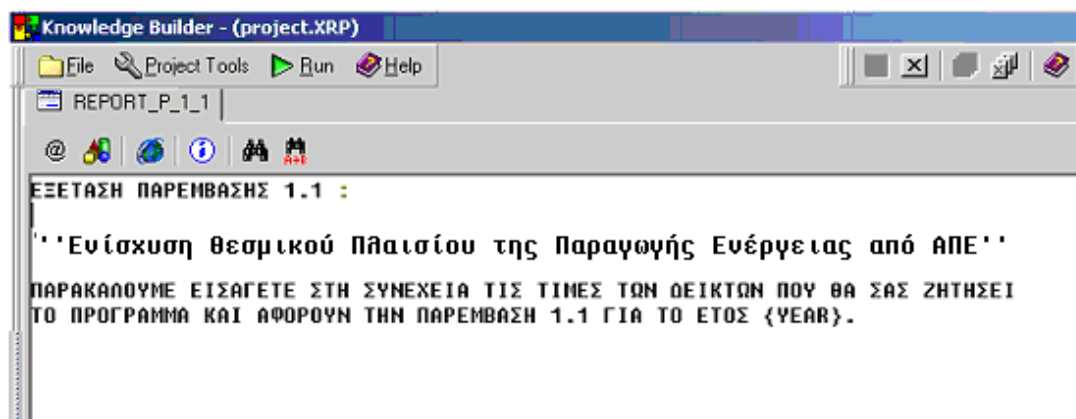 Knowledge Builder - (project.XRP)
File Project Tools Run Help
REPORT_P_1_1
@ A+B
ΕΞΕΤΑΣΗ ΠΑΡΕΜΒΑΣΗΣ 1.1 :
''Ενίσχυση Θεσμικού Πλαισίου της Παραγωγής Ενέργειας από ΑΠΕ''
ΠΑΡΑΚΑΛΟΥΜΕ ΕΙΣΑΓΕΤΕ ΣΤΗ ΣΥΝΕΧΕΙΑ ΤΙΣ ΤΙΜΕΣ ΤΩΝ ΔΕΙΚΤΩΝ ΠΟΥ ΘΑ ΣΑΣ ΖΗΤΗΣΕΙ
ΤΟ ΠΡΟΓΡΑΜΜΑ ΚΑΙ ΑΦΟΡΟΥΝ ΤΗΝ ΠΑΡΕΜΒΑΣΗ 1.1 ΓΙΑ ΤΟ ΕΤΟΣ {YEAR}.